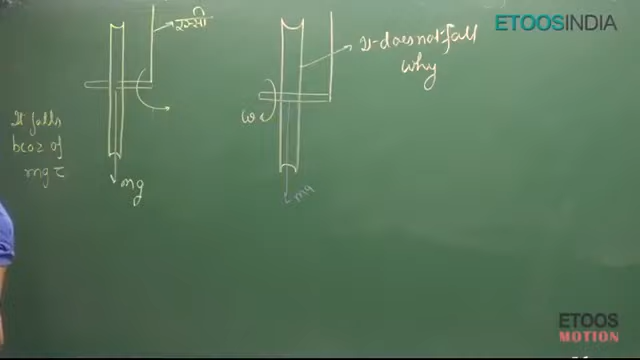 ETOOSINDIA
रस्सी
It does not fall
why
ω
It falls
bcoz of
mg τ
mg
mg
ETOOS
MOTION